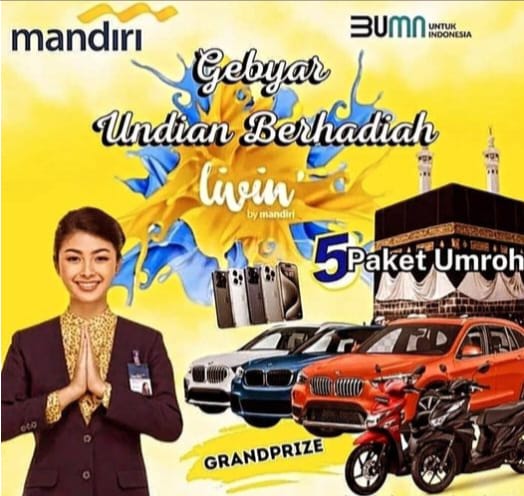 mandiri
BUMN UNTUK
INDONESIA
Gebyar
Undian Berhadiah
livin'
by mandiri
5 Paket Umroh
GRANDPRIZE